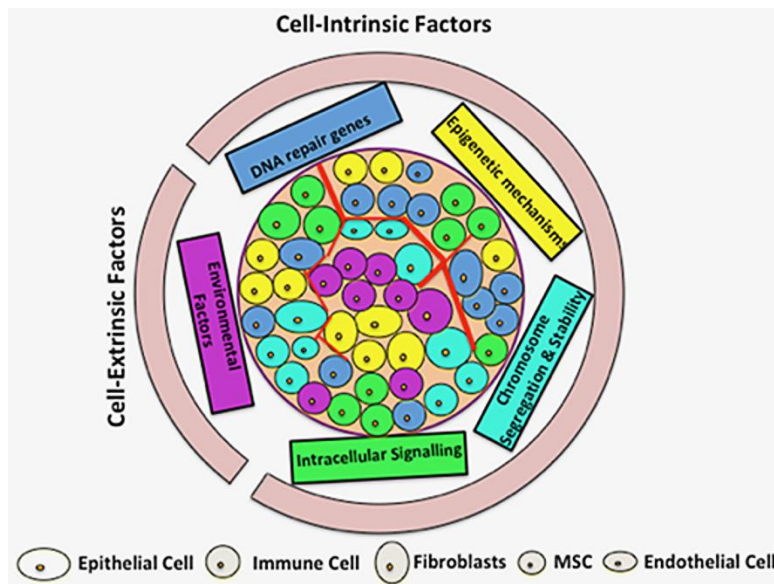 Cell-Intrinsic Factors
DNA repair genes
Epigenetic mechanisms
Cell-Extrinsic Factors
Environmental
Factors
Chromosome
Segregation & Stability
Intracellular Signalling
Epithelial Cell
Immune Cell
Fibroblasts
MSC
Endothelial Cell